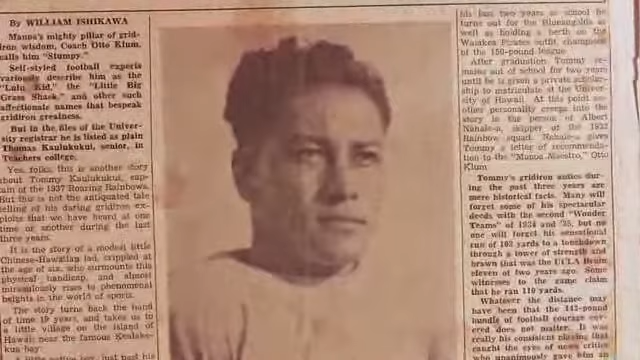 By WILLIAM ISHIKAWA
Manoa's mighty pillar of grid-
iron wisdom, Coach Otto Klum,
calls him "Stumpy."
Self-styled football experts
variously describe him as the
"Lulu Kid," the "Little Big
Grass Shack," and other such
affectionate names that bespeak
gridiron greatness.
But in the files of the Univer-
sity registrar he is listed as plain
Thomas Kaulukukui, senior, in
Teachers college.
Yes, folks, this is another story
about Tommy Kaulukukui, cap-
tain of the 1937 Roaring Rainbows.
But this is not the antiquated tale
telling of his daring gridiron ex-
ploits that we have heard at one
time or another during the last
three years.
It is the story of a modest little
Chinese-Hawaiian lad, crippled at
the age of six, who surmounts this
physical handicap, and almost
miraculously rises to phenomenal
heights in the world of sports.
The story turns back the hand
of time 19 years, and takes us to
a little village on the island of
Hawaii near the famous Kealake-
kua bay.
his last two years at school he
turns out for the Bluengolds as
well as holding a berth on the
Waiakea Pirates outfit, champions
of the 150-pound league.
After graduation Tommy re-
mains out of school for two years
until he is given a private scholar-
ship to matriculate at the Univer-
sity of Hawaii. At this point an-
other personality creeps into the
story in the person of Albert
Nahale-a, skipper of the 1932
Rainbow squad. Nahale-a gives
Tommy a letter of recommenda-
tion to the "Manoa Maestro," Otto
Klum
Tommy's gridiron antics dur-
ing the past three years are
mere historical facts. Many will
forget some of his spectacular
deeds with the second "Wonder
Teams" of 1934 and '35, but no
one will forget his sensational
run of 103 yards to a touchdown
through a tower of strength and
brawn that was the UCLA Bruin
eleven of two years ago. Some
witnesses to the game claim
that he ran 110 yards.
Whatever the distance may
have been that the 142-pound
bundle of football courage cov-
ered does not matter. It was
really his consistent playing that
caught the eyes of news critics
who unanimously gave him an